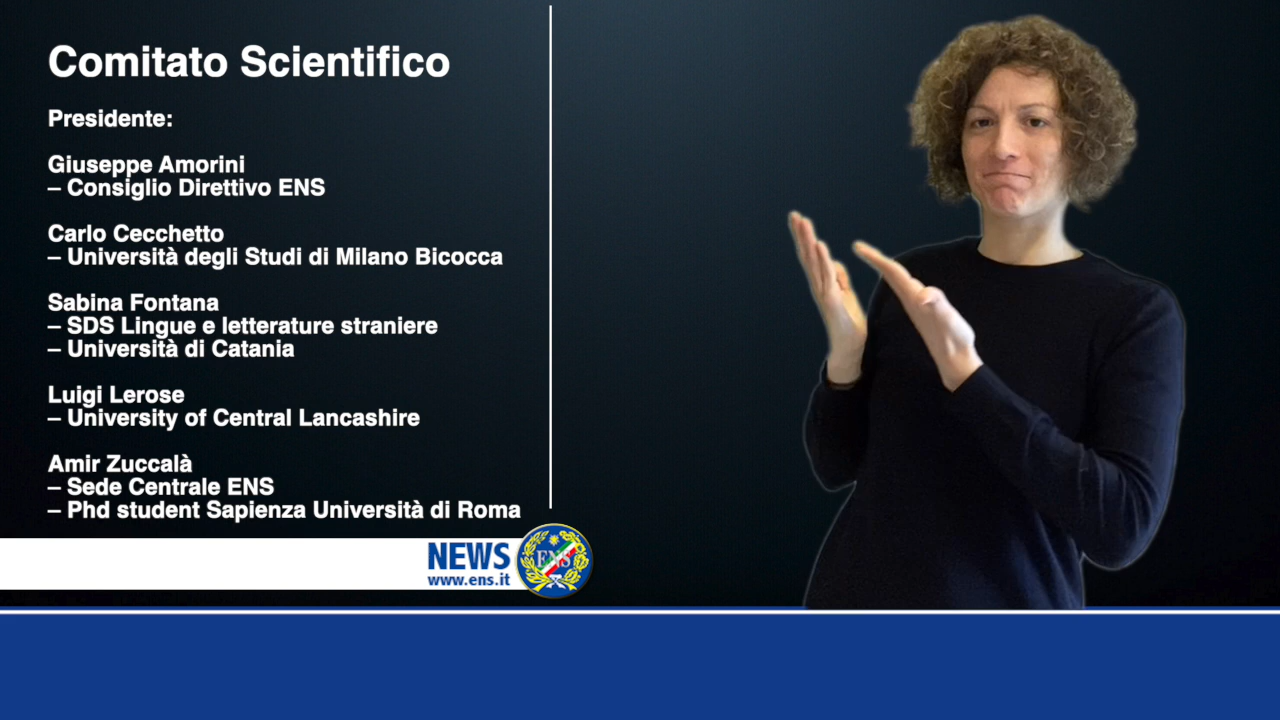 Comitato Scientifico
Presidente:
Giuseppe Amorini
– Consiglio Direttivo ENS
Carlo Cecchetto
– Università degli Studi di Milano Bicocca
Sabina Fontana
– SDS Lingue e letterature straniere
– Università di Catania
Luigi Lerose
– University of Central Lancashire
Amir Zuccalà
– Sede Centrale ENS
– Phd student Sapienza Università di Roma
NEWS
www.ens.it
ENS